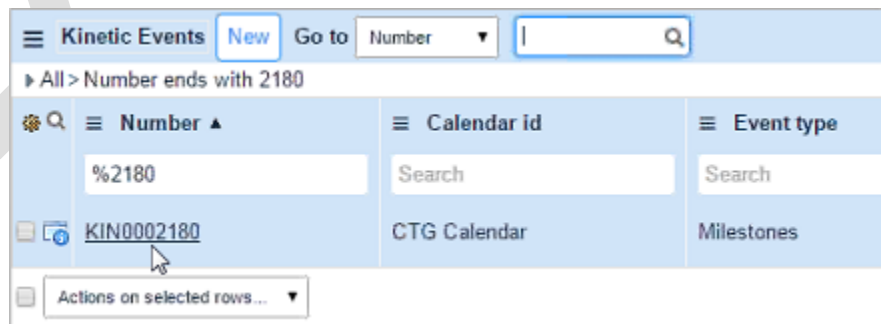 Kinetic Events New Go to Number
All > Number ends with 2180
Number Calendar id Event type
%2180 Search Search
KIN0002180 CTG Calendar Milestones
Actions on selected rows...